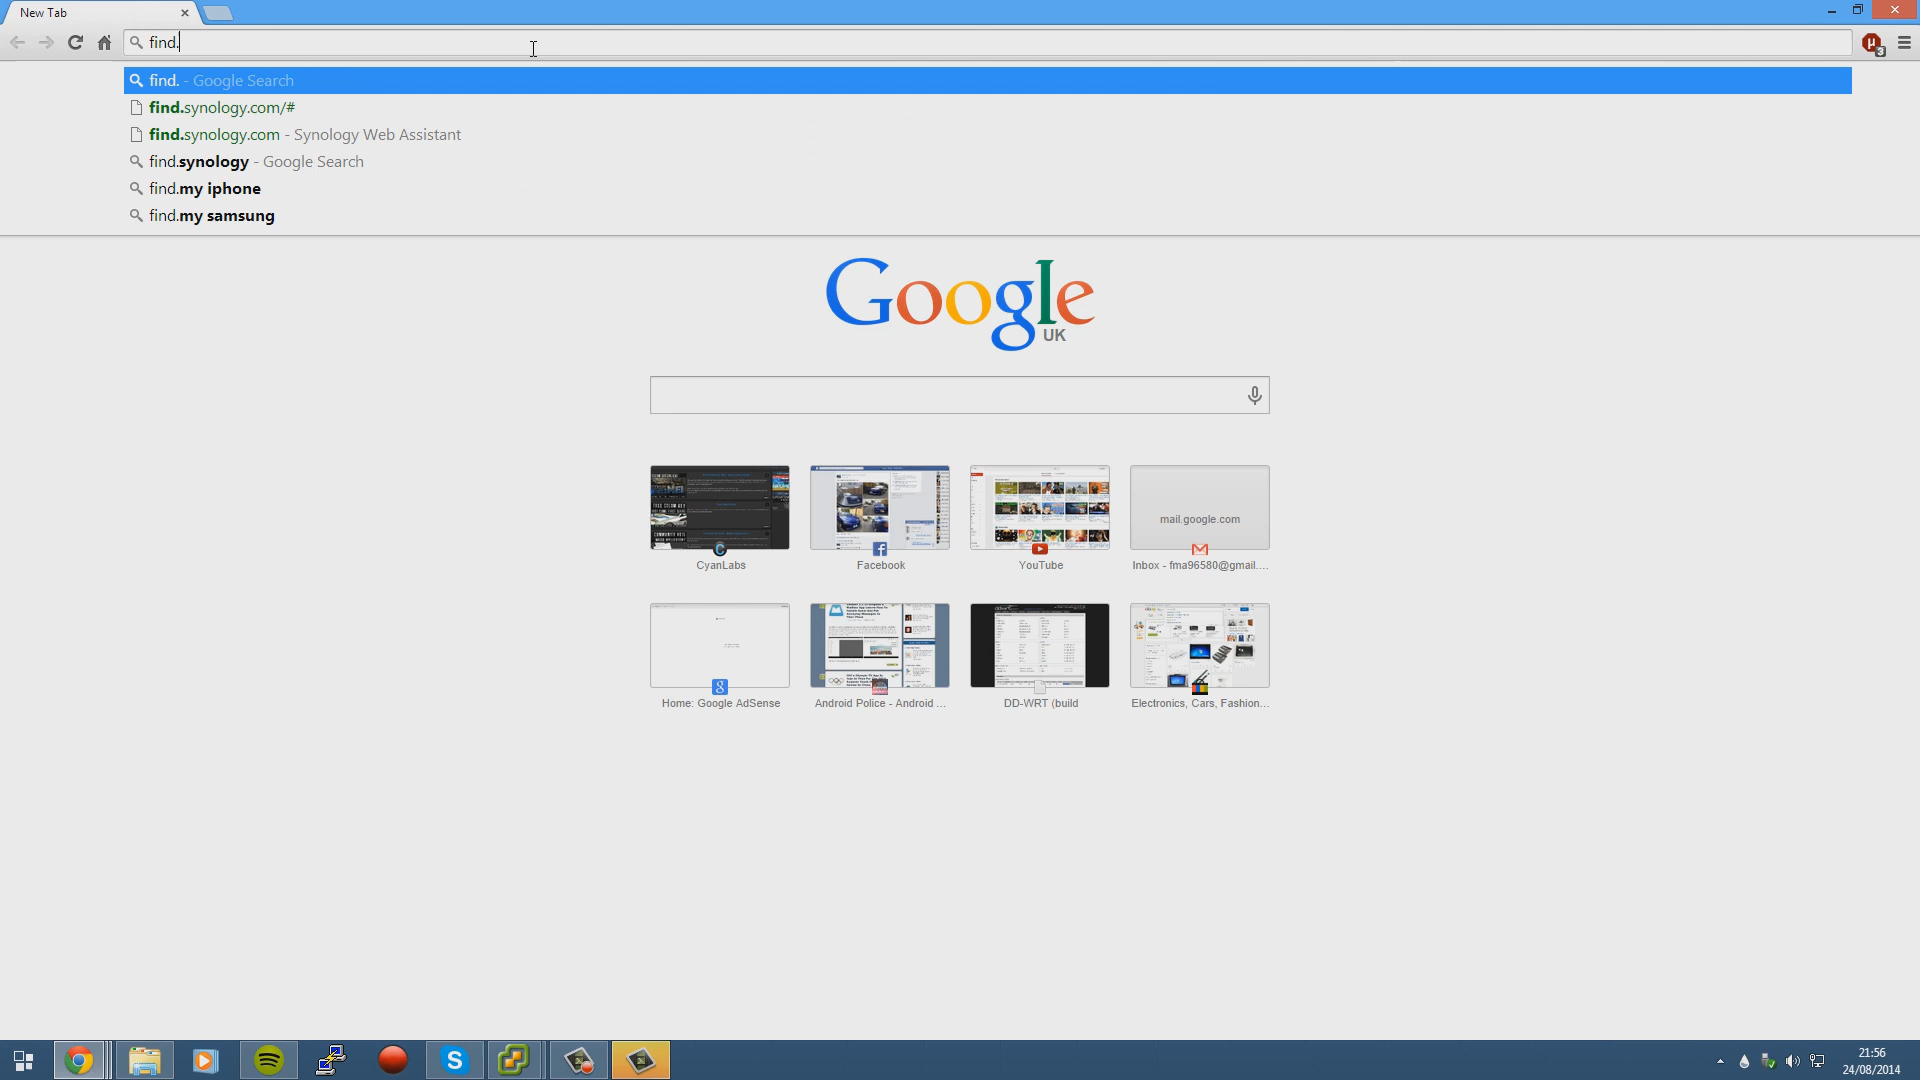 New Tab
find.
find. - Google Search
find.synology.com/#
find.synology.com - Synology Web Assistant
find.synology - Google Search
find.my iphone
find.my samsung
Google
UK
mail.google.com
CyanLabs
Facebook
YouTube
Inbox - fma96580@gmail....
Home: Google AdSense
Android Police - Android ...
DD-WRT (build
Electronics, Cars, Fashion...
3
21:56
24/08/2014